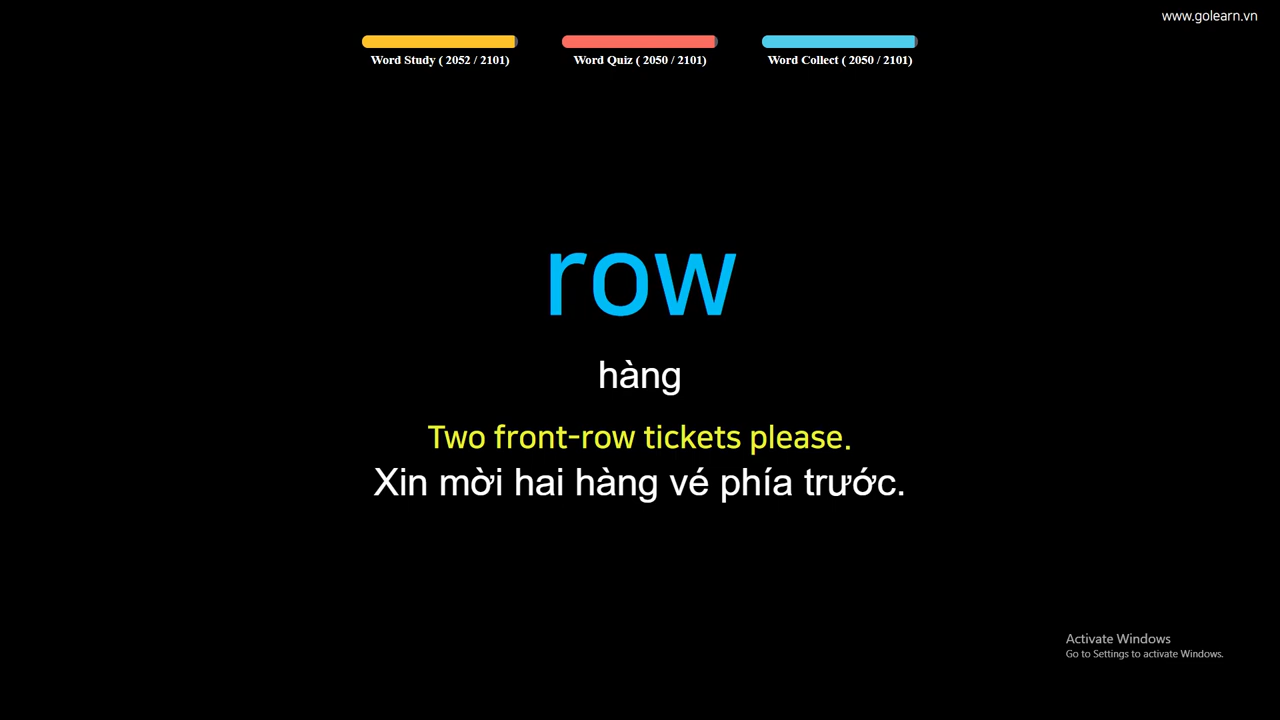 www.golearn.vn
Word Study ( 2052 / 2101)
Word Quiz ( 2050 / 2101)
Word Collect ( 2050 / 2101)
row
hàng
Two front-row tickets please.
Xin mời hai hàng vé phía trước.
Activate Windows
Go to Settings to activate Windows.